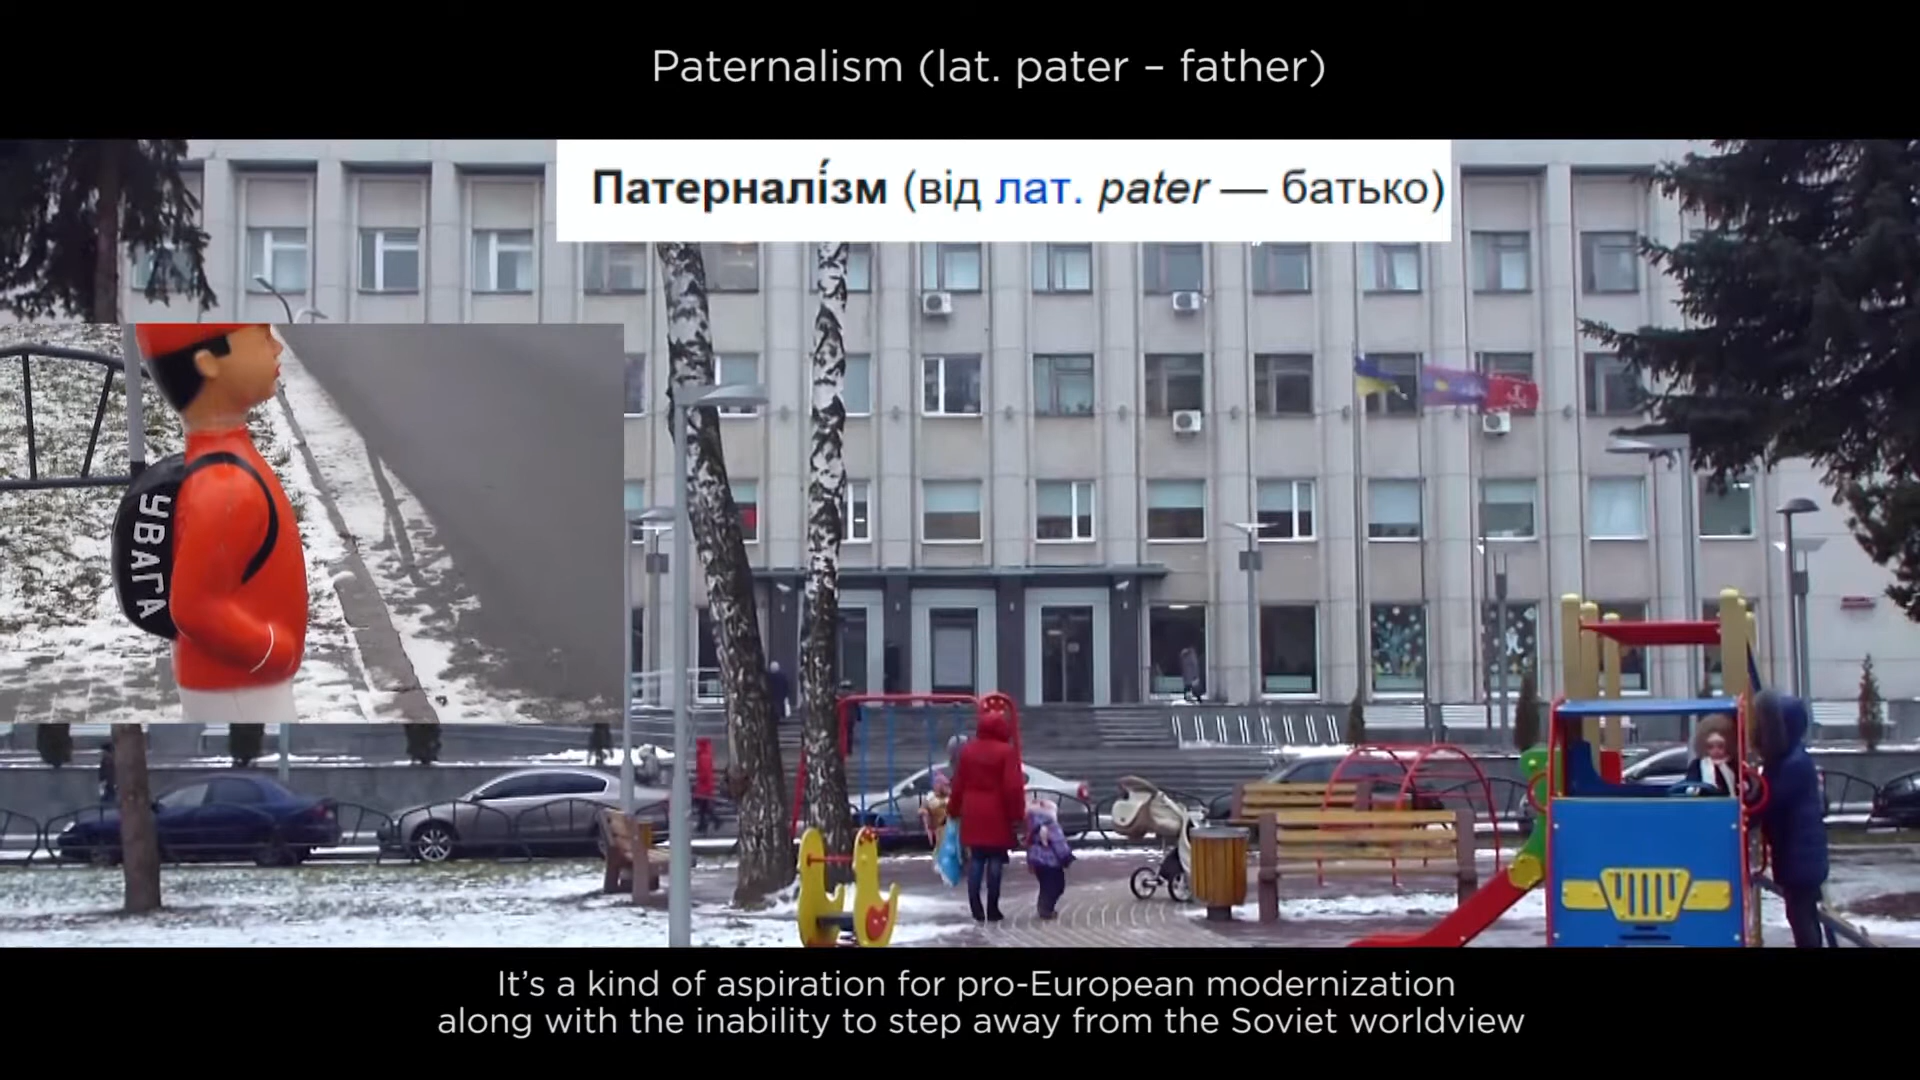 Paternalism (lat. pater – father)
Патерналі́зм (від лат. pater — батько)
УВАГА
It's a kind of aspiration for pro-European modernization
along with the inability to step away from the Soviet worldview